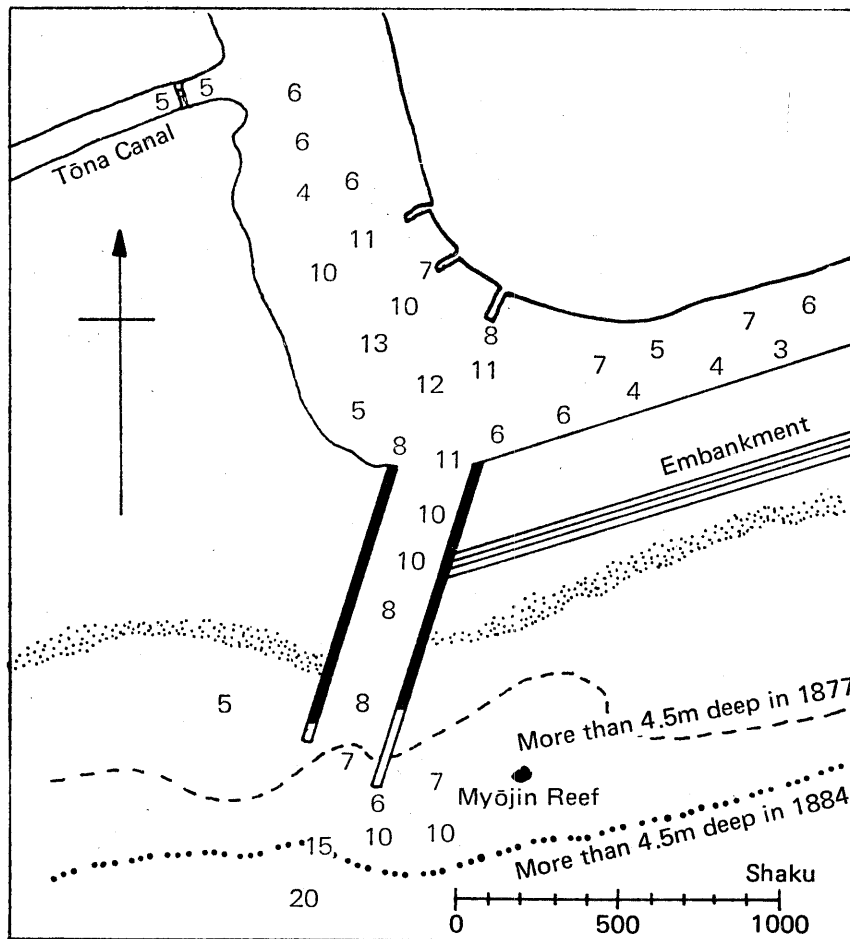 5 5 6
Tōna Canal
6
4 6
11
10 7
10
8
13
12 11
7 5 7 6
4 4 3
5
8 11 6 6
Embankment
10
10
8
5 8
More than 4.5m deep in 1877
7 7
Myōjin Reef
6
15 10 10
More than 4.5m deep in 1884
20
Shaku
0 500 1000